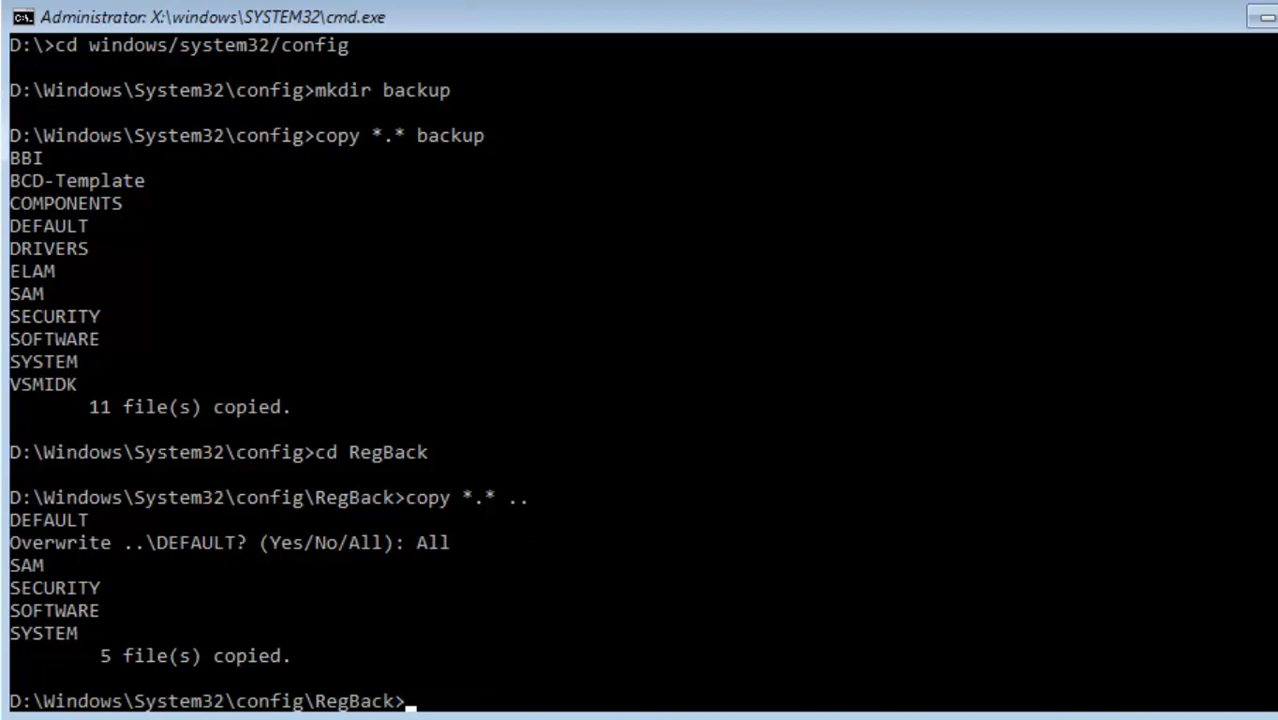 Administrator: X:\windows\SYSTEM32\cmd.exe
D:\>cd windows/system32/config
D:\Windows\System32\config>mkdir backup
D:\Windows\System32\config>copy *.* backup
BBI
BCD-Template
COMPONENTS
DEFAULT
DRIVERS
ELAM
SAM
SECURITY
SOFTWARE
SYSTEM
VSMIDK
11 file(s) copied.
D:\Windows\System32\config>cd RegBack
D:\Windows\System32\config\RegBack>copy *.* ..
DEFAULT
Overwrite ..\DEFAULT? (Yes/No/All): All
SAM
SECURITY
SOFTWARE
SYSTEM
5 file(s) copied.
D:\Windows\System32\config\RegBack>